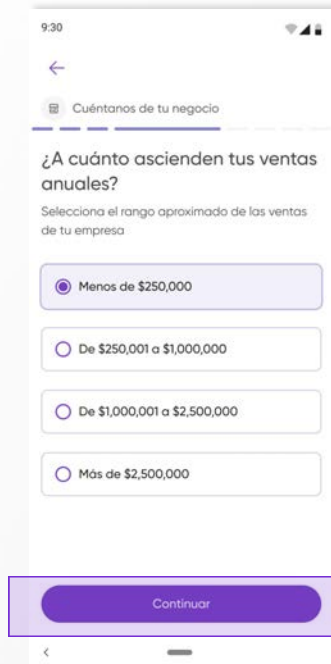 9:30
Cuéntanos de tu negocio
¿A cuánto ascienden tus ventas
anuales?
Selecciona el rango aproximado de las ventas
de tu empresa
Menos de $250,000
De $250,001 a $1,000,000
De $1,000,001 a $2,500,000
Más de $2,500,000
Continuar